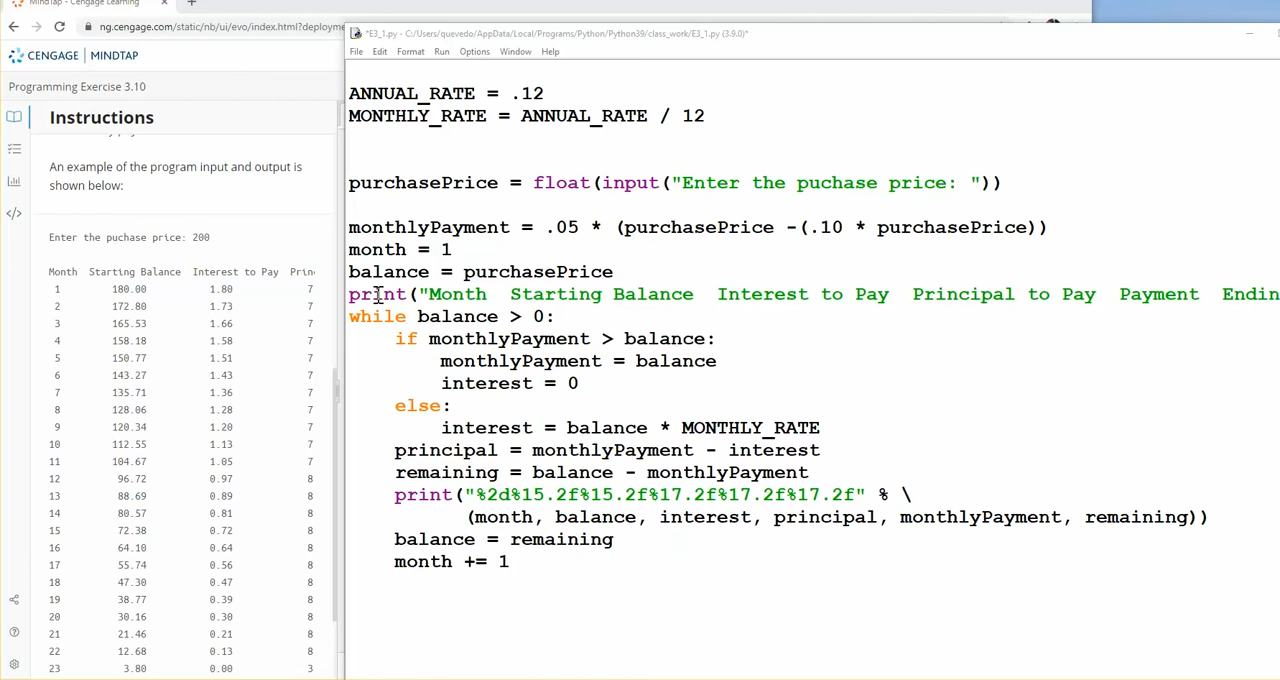 MindTap - Cengage Learning
ng.cengage.com/static/nb/ui/evo/index.html?deployme
CENGAGE | MINDTAP
Programming Exercise 3.10
Instructions
An example of the program input and output is
shown below:
Enter the puchase price: 200
Month Starting Balance Interest to Pay Princ
1 180.00 1.80 7
2 172.80 1.73 7
3 165.53 1.66 7
4 158.18 1.58 7
5 150.77 1.51 7
6 143.27 1.43 7
7 135.71 1.36 7
8 128.06 1.28 7
9 120.34 1.20 7
10 112.55 1.13 7
11 104.67 1.05 7
12 96.72 0.97 8
13 88.69 0.89 8
14 80.57 0.81 8
15 72.38 0.72 8
16 64.10 0.64 8
17 55.74 0.56 8
18 47.30 0.47 8
19 38.77 0.39 8
20 30.16 0.30 8
21 21.46 0.21 8
22 12.68 0.13 8
23 3.80 0.00 3
*E3_1.py - C:/Users/quevedo/AppData/Local/Programs/Python/Python39/class_work/E3_1.py (3.9.0)*
File Edit Format Run Options Window Help
ANNUAL_RATE = .12
MONTHLY_RATE = ANNUAL_RATE / 12
purchasePrice = float(input("Enter the puchase price: "))
monthlyPayment = .05 * (purchasePrice -(.10 * purchasePrice))
month = 1
balance = purchasePrice
print("Month  Starting Balance  Interest to Pay  Principal to Pay  Payment  Endin
while balance > 0:
    if monthlyPayment > balance:
        monthlyPayment = balance
        interest = 0
    else:
        interest = balance * MONTHLY_RATE
    principal = monthlyPayment - interest
    remaining = balance - monthlyPayment
    print("%2d%15.2f%15.2f%17.2f%17.2f%17.2f" % \
          (month, balance, interest, principal, monthlyPayment, remaining))
    balance = remaining
    month += 1